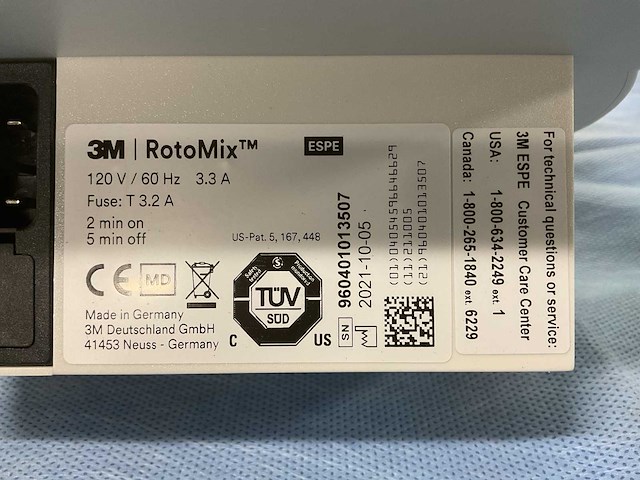 3M | RotoMix™ ESPE
120 V / 60 Hz 3.3 A
Fuse: T 3.2 A
2 min on
5 min off
US-Pat. 5, 167, 448
CE MD
TÜV
SÜD
C US
Made in Germany
3M Deutschland GmbH
41453 Neuss - Germany
SN 960401013507
2021-10-05
(21)960401013507
For technical questions or service:
3M ESPE Customer Care Center
USA: 1-800-634-2249 ext. 1
Canada: 1-800-265-1840 ext. 6229